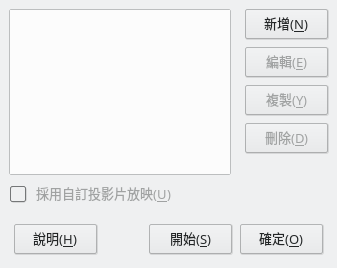 新增(N)
編輯(E)
複製(Y)
刪除(D)
採用自訂投影片放映(U)
說明(H)
開始(S)
確定(O)